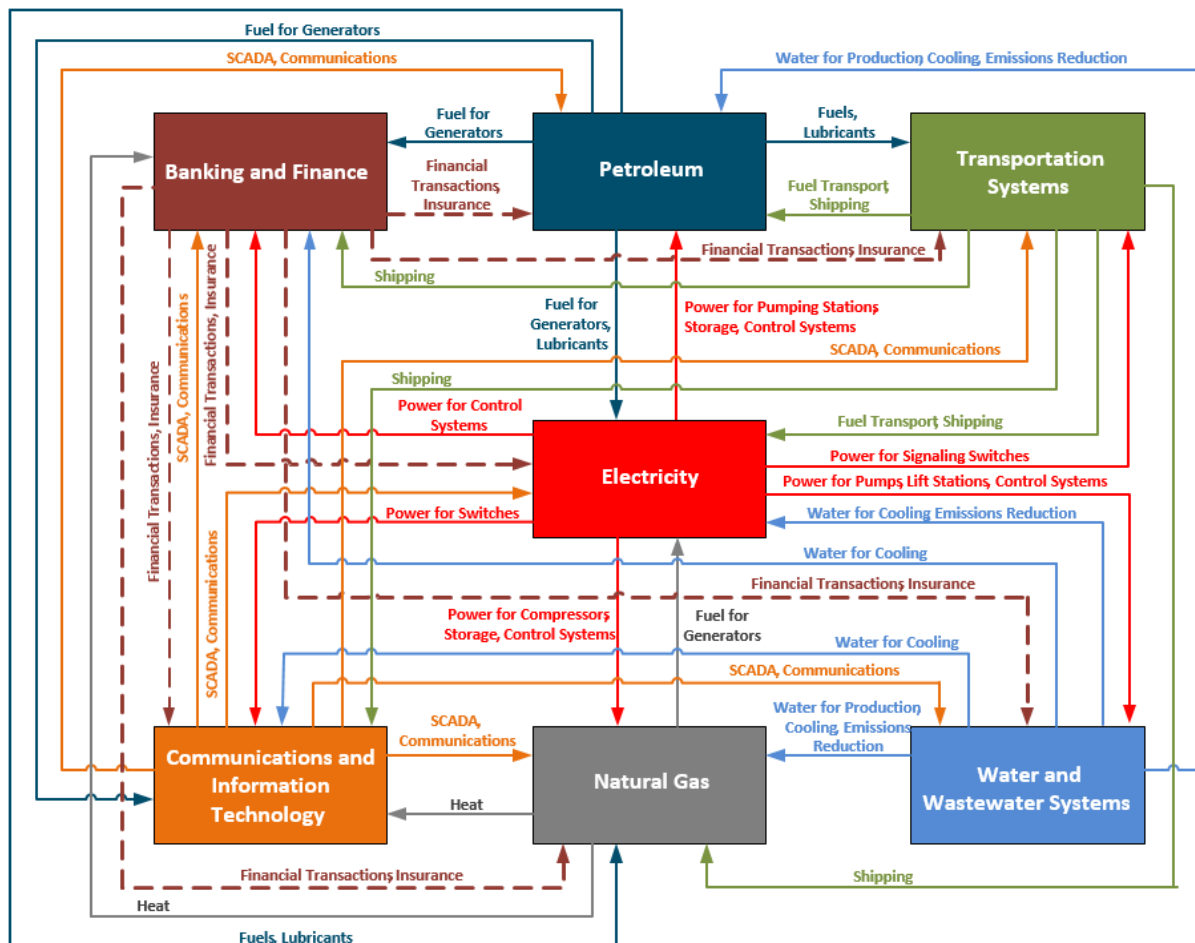 Fuel for Generators
SCADA, Communications
Water for Production, Cooling, Emissions Reduction
Fuel for
Generators
Fuels,
Lubricants
Banking and Finance
Petroleum
Transportation
Systems
Financial
Transactions,
Insurance
Fuel Transport,
Shipping
Financial Transactions, Insurance
Shipping
Fuel for
Generators,
Lubricants
Power for Pumping Stations,
Storage, Control Systems
SCADA, Communications
Shipping
Financial Transactions, Insurance
SCADA, Communications
Financial Transactions, Insurance
Power for Control
Systems
Fuel Transport, Shipping
Electricity
Power for Signaling Switches
Power for Pumps, Lift Stations, Control Systems
Power for Switches
Water for Cooling Emissions Reduction
Water for Cooling
SCADA, Communications
Financial Transactions, Insurance
Power for Compressors,
Storage, Control Systems
Fuel for
Generators
Water for Cooling
SCADA, Communications
SCADA,
Communications
Water for Production,
Cooling, Emissions
Reduction
Communications and
Information
Technology
Natural Gas
Water and
Wastewater Systems
Heat
Financial Transactions, Insurance
Shipping
Heat
Fuels, Lubricants